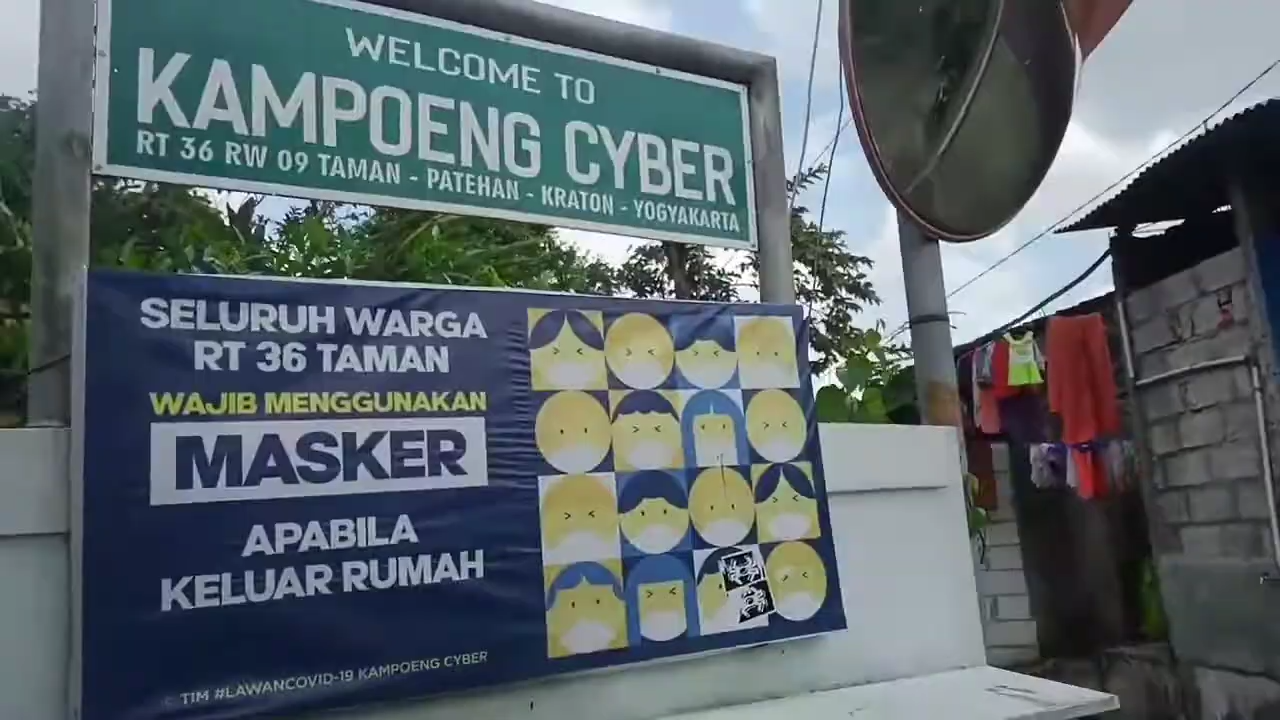 WELCOME TO
KAMPOENG CYBER
RT 36 RW 09 TAMAN - PATEHAN - KRATON - YOGYAKARTA
SELURUH WARGA
RT 36 TAMAN
WAJIB MENGGUNAKAN
MASKER
APABILA
KELUAR RUMAH
TIM #LAWANCOVID-19 KAMPOENG CYBER